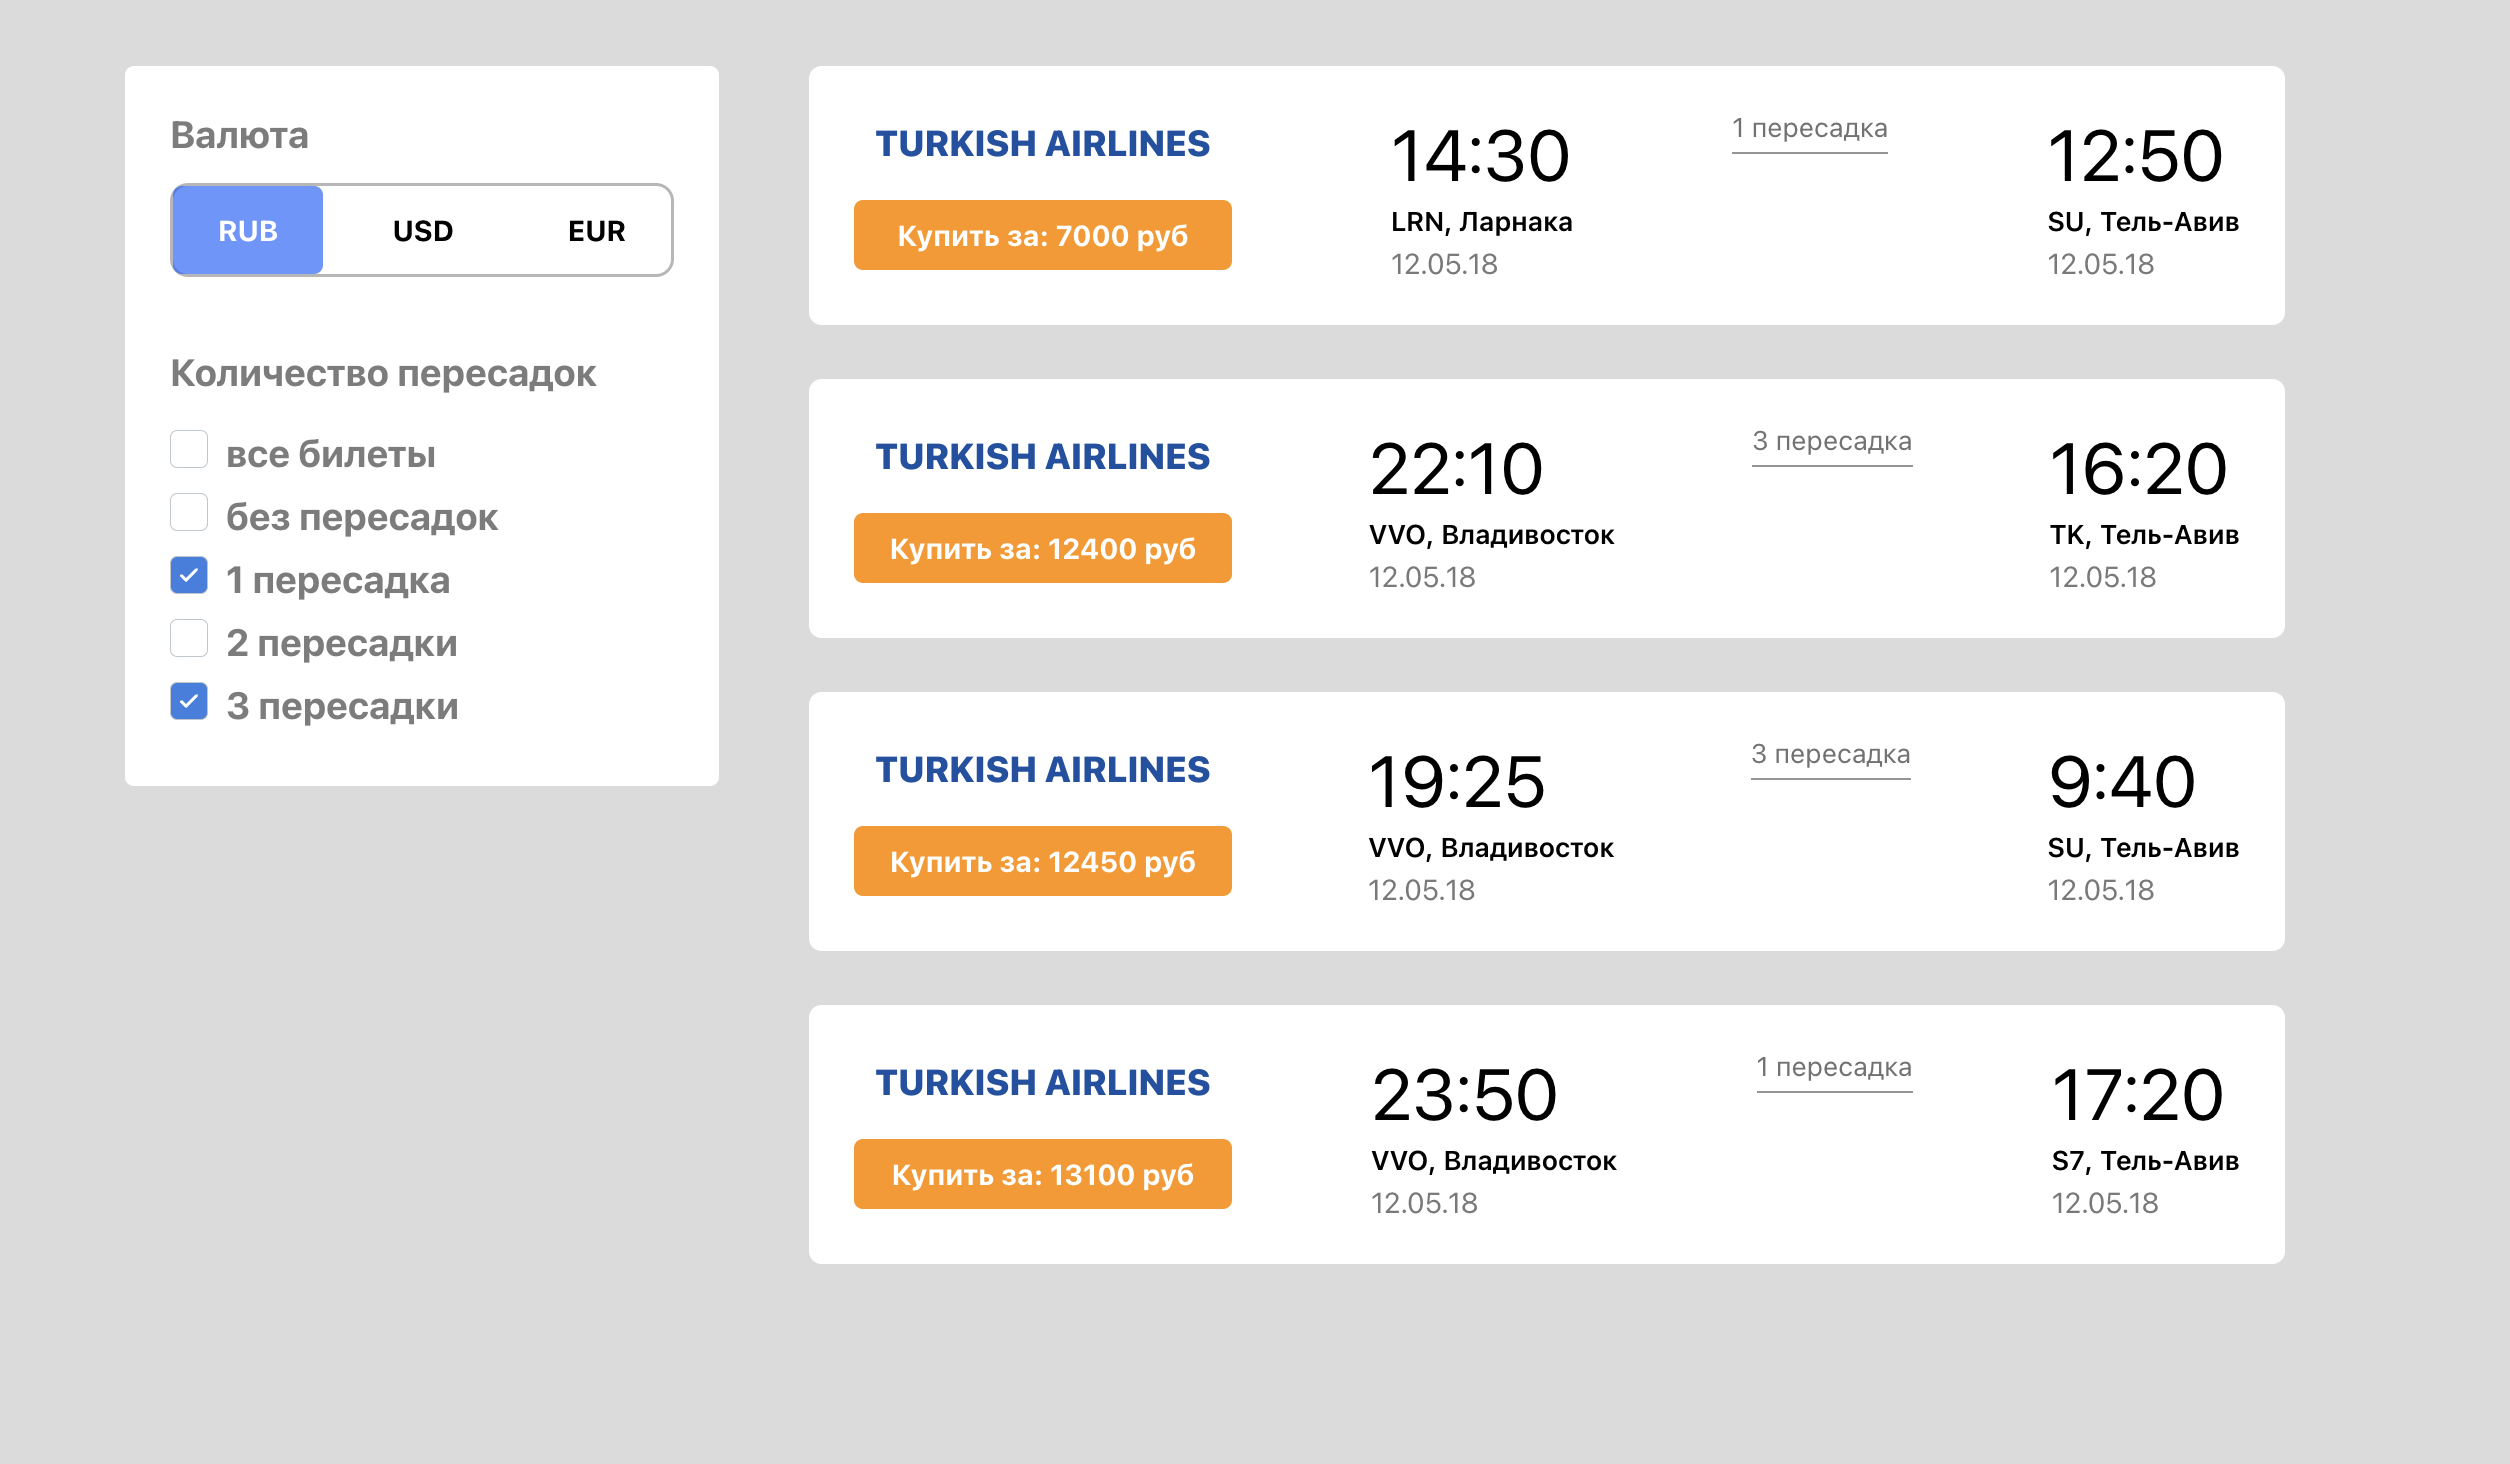 Валюта
RUB USD EUR
Количество пересадок
все билеты
без пересадок
1 пересадка
2 пересадки
3 пересадки
TURKISH AIRLINES
Купить за: 7000 руб
14:30
LRN, Ларнака
12.05.18
1 пересадка
12:50
SU, Тель-Авив
12.05.18
TURKISH AIRLINES
Купить за: 12400 руб
22:10
VVO, Владивосток
12.05.18
3 пересадка
16:20
TK, Тель-Авив
12.05.18
TURKISH AIRLINES
Купить за: 12450 руб
19:25
VVO, Владивосток
12.05.18
3 пересадка
9:40
SU, Тель-Авив
12.05.18
TURKISH AIRLINES
Купить за: 13100 руб
23:50
VVO, Владивосток
12.05.18
1 пересадка
17:20
S7, Тель-Авив
12.05.18